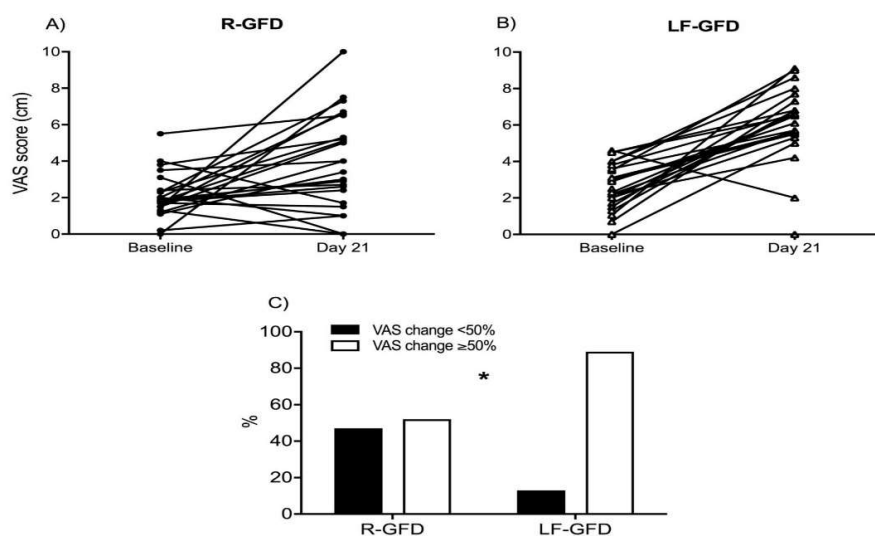 A)
R-GFD
VAS score (cm)
10
8
6
4
2
0
Baseline
Day 21
B)
LF-GFD
10
8
6
4
2
0
Baseline
Day 21
C)
%
100
80
60
40
20
0
VAS change <50%
VAS change ≥50%
*
R-GFD
LF-GFD